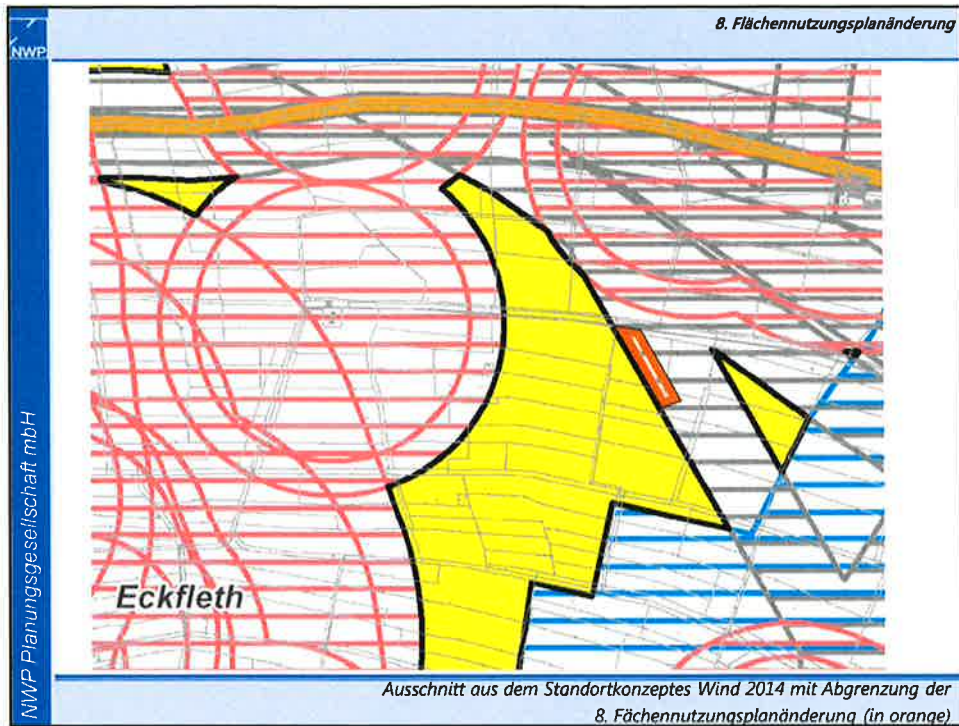 8. Flächennutzungsplanänderung
NWP
NWP Planungsgesellschaft mbH
Eckfleth
Ausschnitt aus dem Standortkonzeptes Wind 2014 mit Abgrenzung der
8. Fächennutzungsplanänderung (in orange)